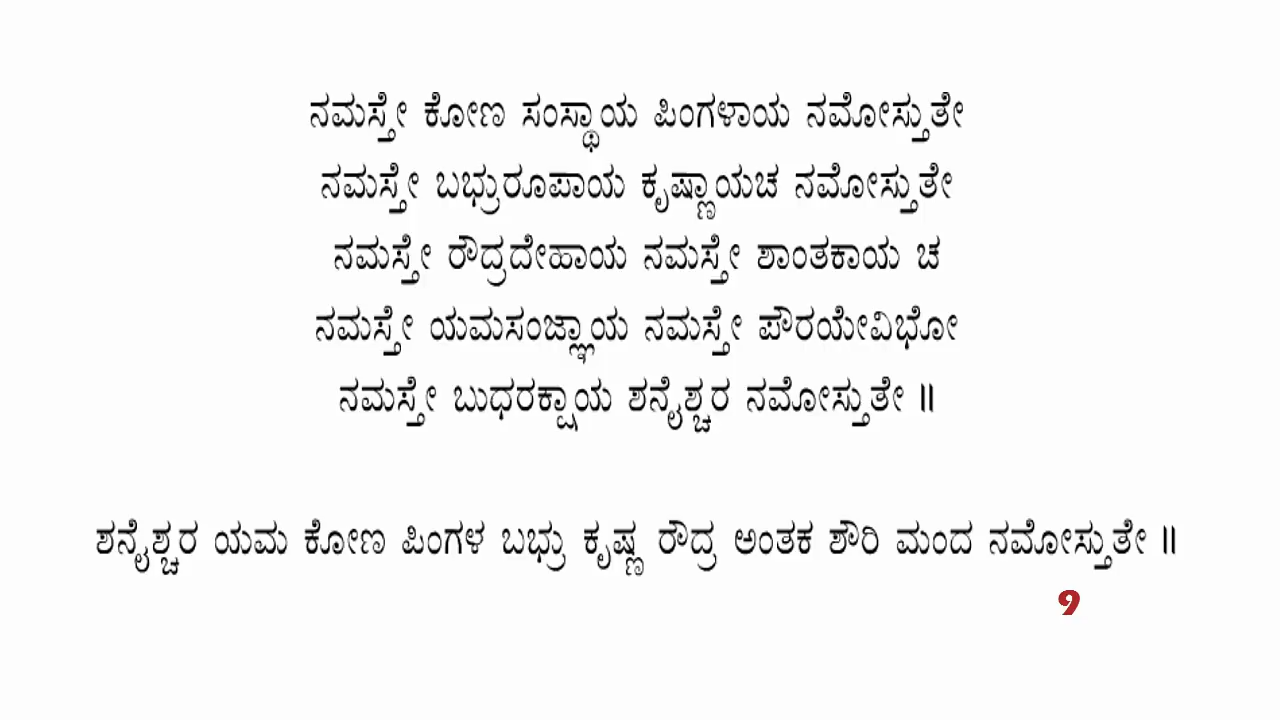 ನಮಸ್ತೇ ಕೋಣ ಸಂಸ್ಥಾಯ ಪಿಂಗಳಾಯ ನಮೋಸ್ತುತೇ
ನಮಸ್ತೇ ಬಭ್ರುರೂಪಾಯ ಕೃಷ್ಣಾಯಚ ನಮೋಸ್ತುತೇ
ನಮಸ್ತೇ ರೌದ್ರದೇಹಾಯ ನಮಸ್ತೇ ಶಾಂತಕಾಯ ಚ
ನಮಸ್ತೇ ಯಮಸಂಜ್ಞಾಯ ನಮಸ್ತೇ ಪೌರಯೇವಿಭೋ
ನಮಸ್ತೇ ಬುಧರಕ್ಷಾಯ ಶನೈಶ್ಚರ ನಮೋಸ್ತುತೇ ॥
ಶನೈಶ್ಚರ ಯಮ ಕೋಣ ಪಿಂಗಳ ಬಭ್ರು ಕೃಷ್ಣ ರೌದ್ರ ಅಂತಕ ಶೌರಿ ಮಂದ ನಮೋಸ್ತುತೇ ॥
9